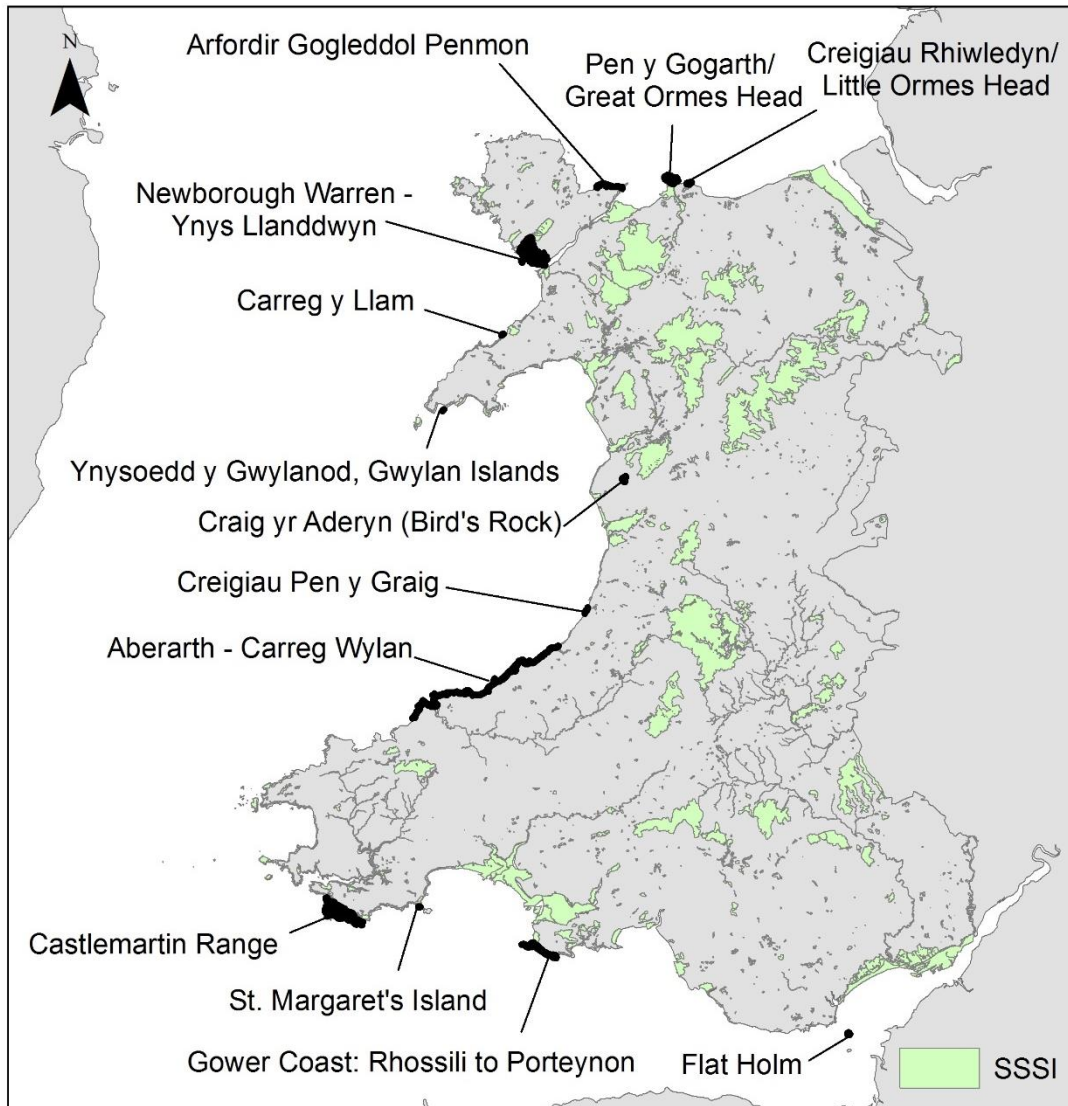 N
Arfordir Gogleddol Penmon
Pen y Gogarth/
Great Ormes Head
Creigiau Rhiwledyn/
Little Ormes Head
Newborough Warren -
Ynys Llanddwyn
Carreg y Llam
Ynysoedd y Gwylanod, Gwylan Islands
Craig yr Aderyn (Bird's Rock)
Creigiau Pen y Graig
Aberarth - Carreg Wylan
Castlemartin Range
St. Margaret's Island
Gower Coast: Rhossili to Porteynon
Flat Holm
SSSI